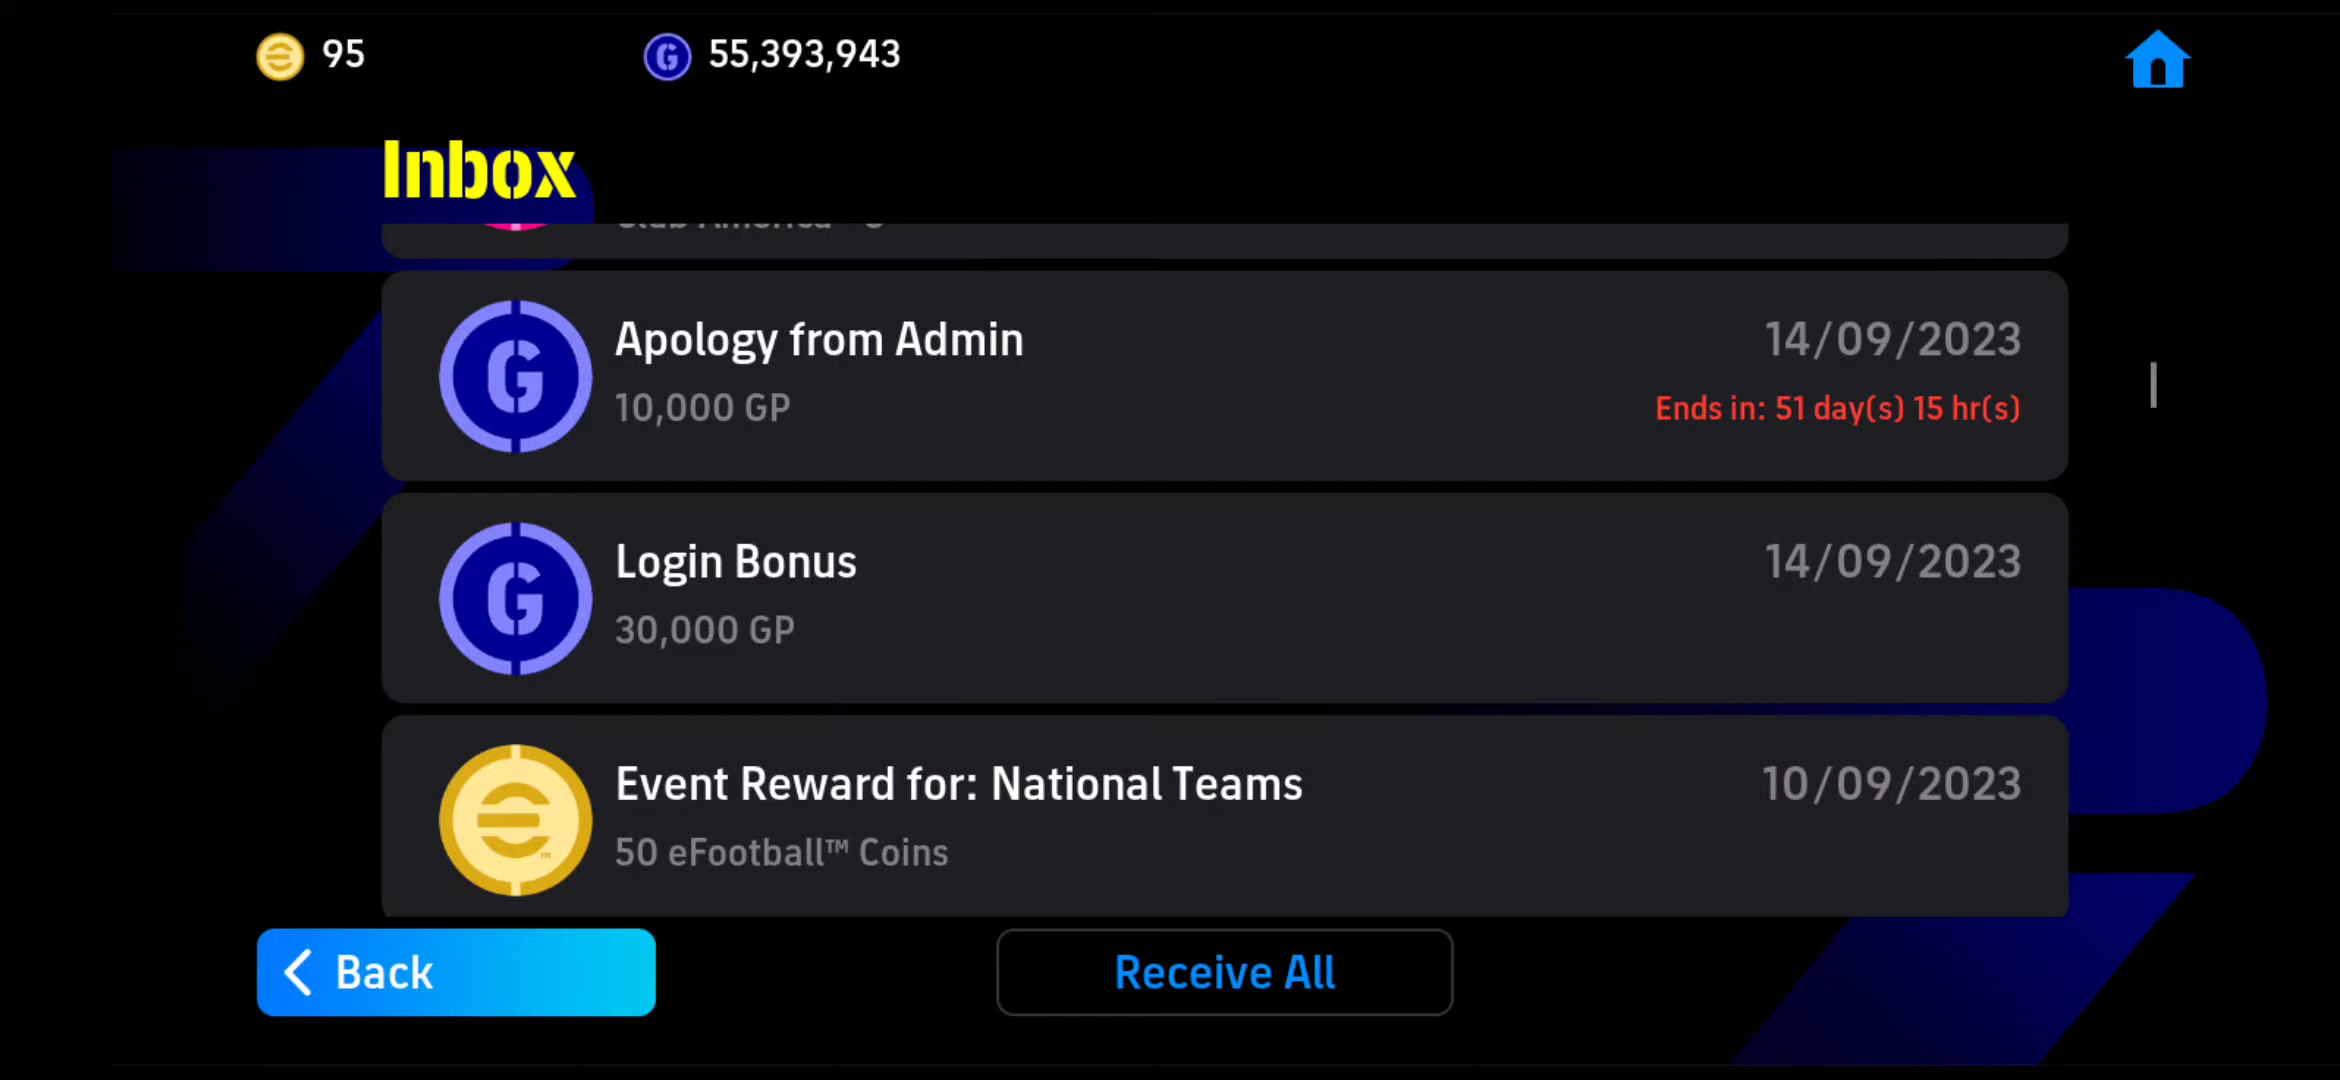 95
55,393,943
Inbox
Apology from Admin
14/09/2023
10,000 GP
Ends in: 51 day(s) 15 hr(s)
Login Bonus
14/09/2023
30,000 GP
Event Reward for: National Teams
10/09/2023
50 eFootball™ Coins
Back
Receive All